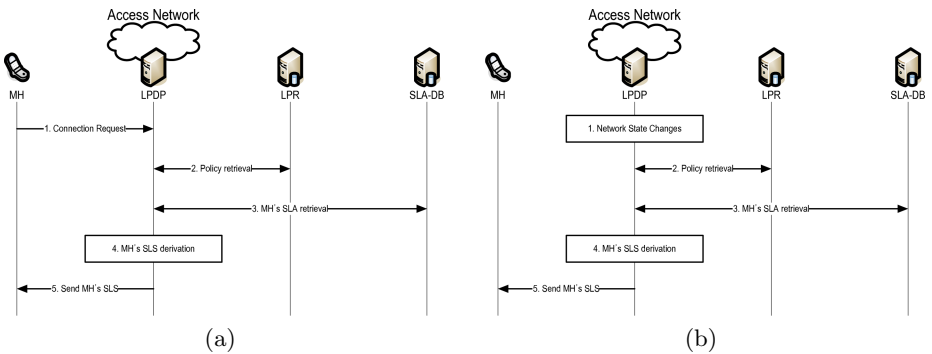 Access Network
MH
LPDP
LPR
SLA-DB
1. Connection Request
2. Policy retrieval
3. MH´s SLA retrieval
4. MH´s SLS derivation
5. Send MH´s SLS
(a)
Access Network
MH
LPDP
LPR
SLA-DB
1. Network State Changes
2. Policy retrieval
3. MH´s SLA retrieval
4. MH´s SLS derivation
5. Send MH´s SLS
(b)